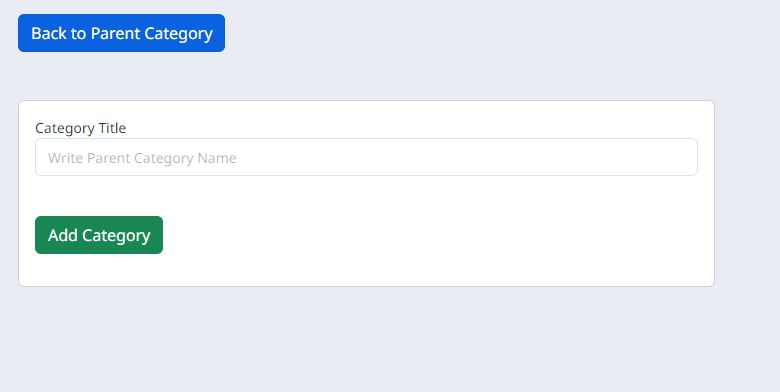 Back to Parent Category
Category Title
Write Parent Category Name
Add Category